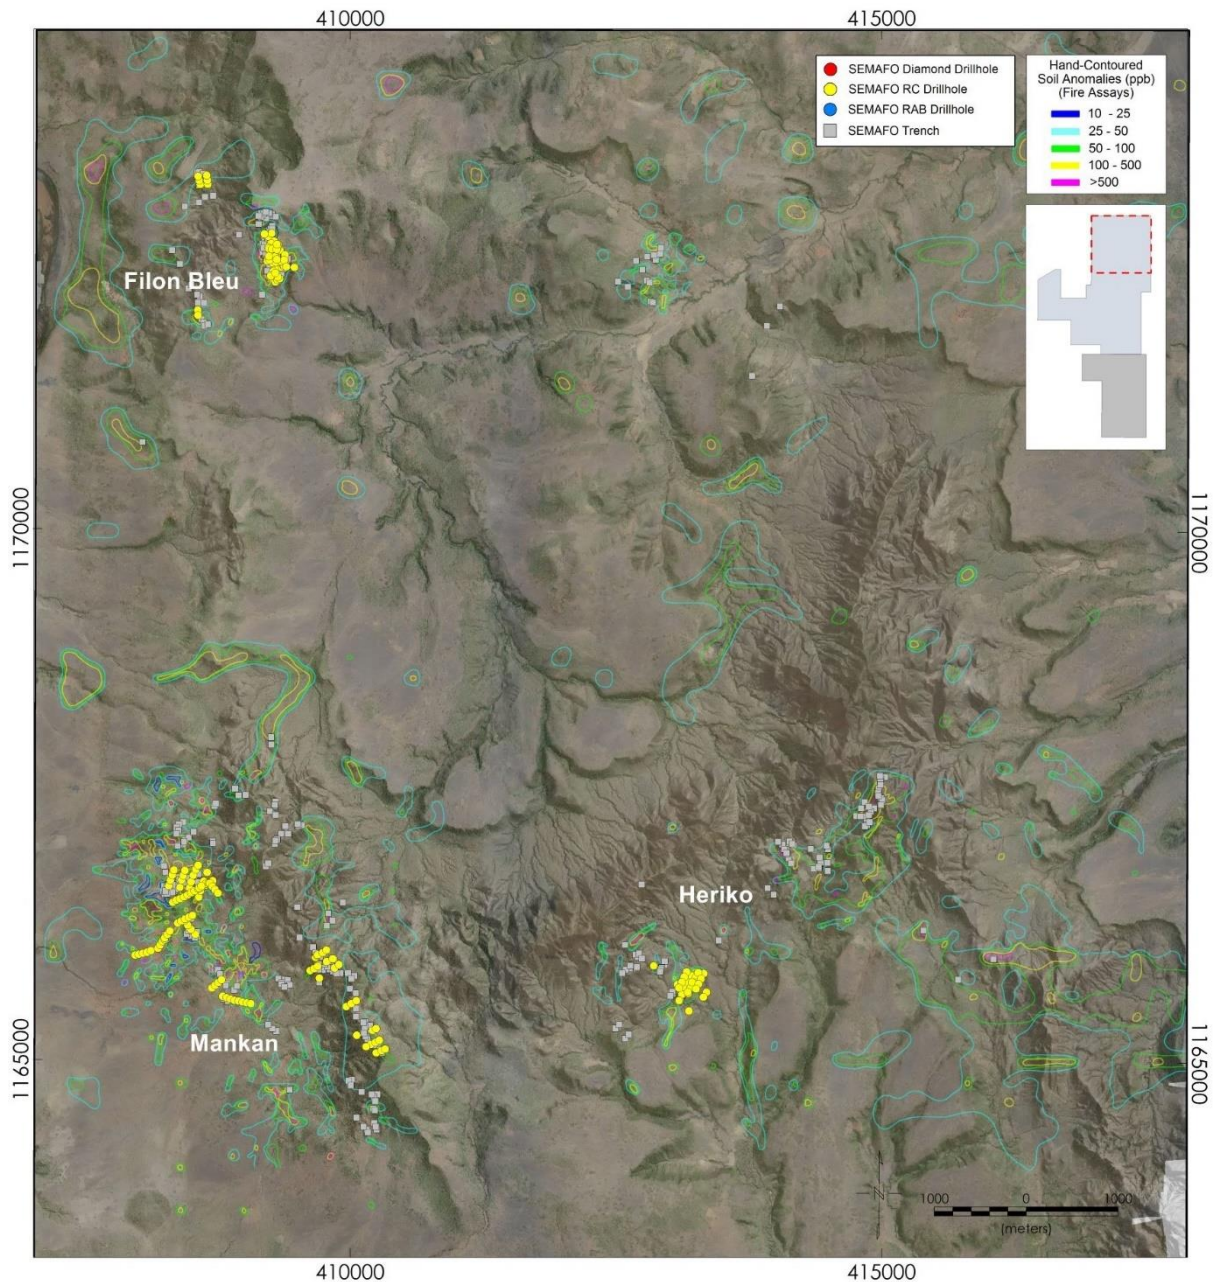 410000
415000
SEMAFO Diamond Drillhole
SEMAFO RC Drillhole
SEMAFO RAB Drillhole
SEMAFO Trench
Hand-Contoured
Soil Anomalies (ppb)
(Fire Assays)
10 - 25
25 - 50
50 - 100
100 - 500
>500
Filon Bleu
1170000
1170000
Heriko
Mankan
1165000
1165000
N
1000
0
1000
(meters)
410000
415000